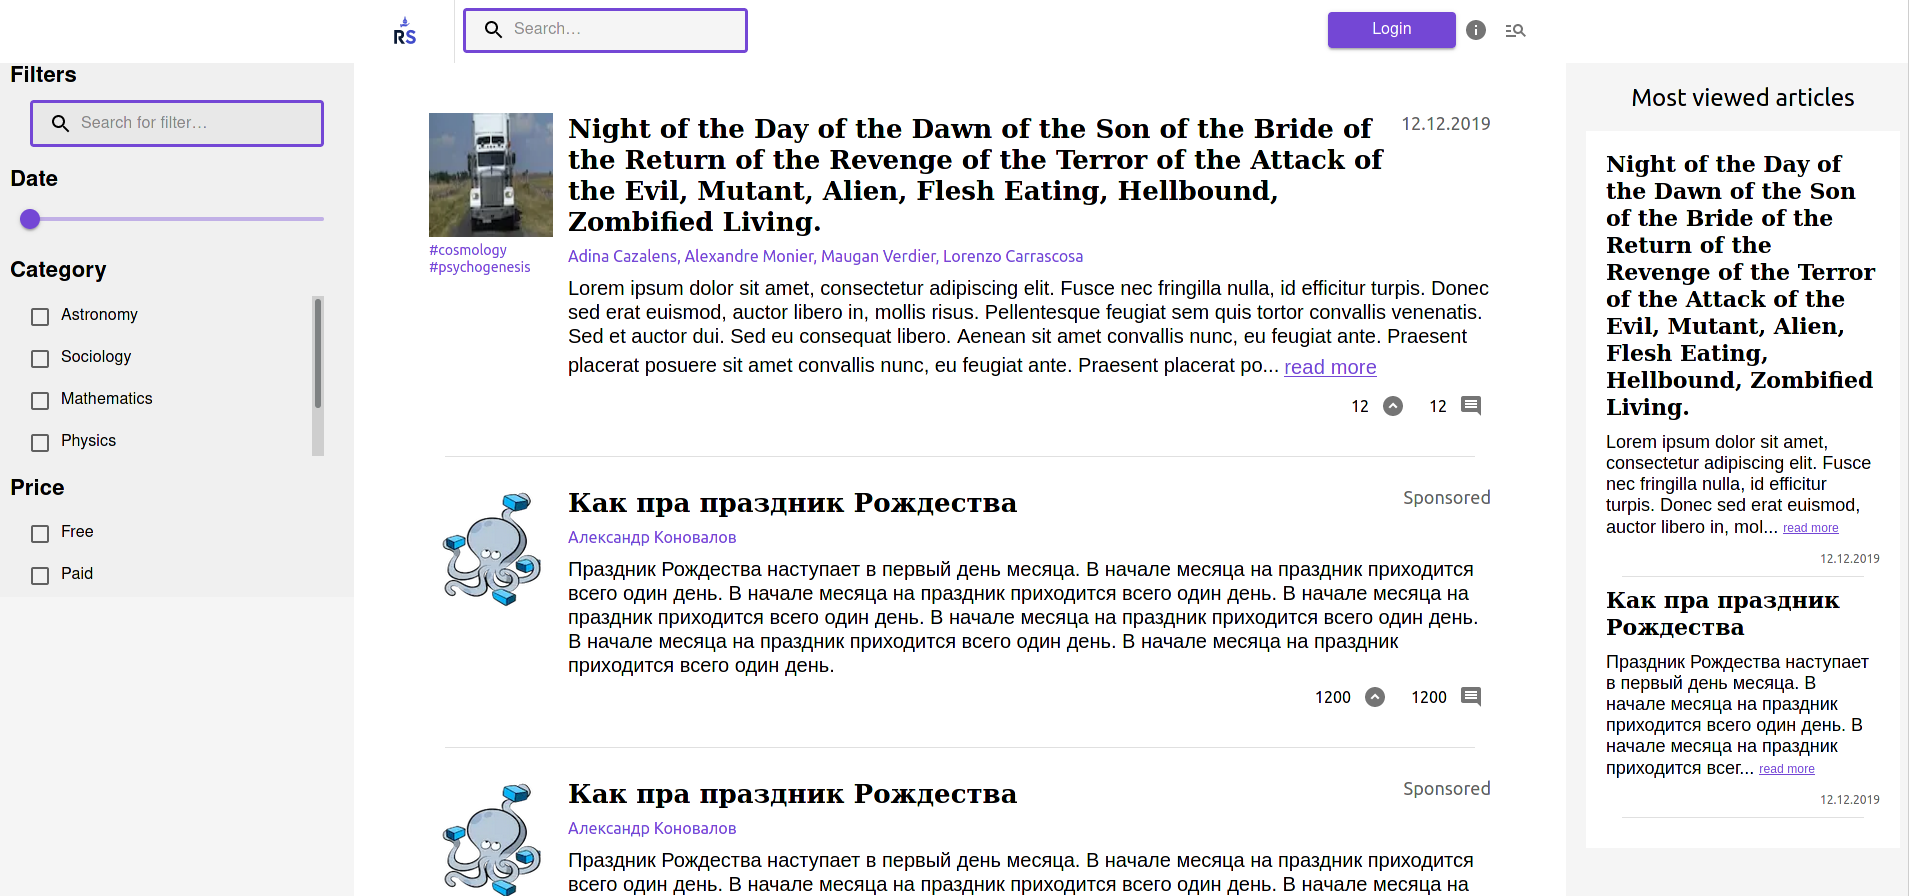 RS
Search...
Login
Filters
Search for filter...
Date
Category
Astronomy
Sociology
Mathematics
Physics
Price
Free
Paid
Night of the Day of the Dawn of the Son of the Bride of
the Return of the Revenge of the Terror of the Attack of
the Evil, Mutant, Alien, Flesh Eating, Hellbound,
Zombified Living.
12.12.2019
#cosmology
#psychogenesis
Adina Cazalens, Alexandre Monier, Maugan Verdier, Lorenzo Carrascosa
Lorem ipsum dolor sit amet, consectetur adipiscing elit. Fusce nec fringilla nulla, id efficitur turpis. Donec
sed erat euismod, auctor libero in, mollis risus. Pellentesque feugiat sem quis tortor convallis venenatis.
Sed et auctor dui. Sed eu consequat libero. Aenean sit amet convallis nunc, eu feugiat ante. Praesent
placerat posuere sit amet convallis nunc, eu feugiat ante. Praesent placerat po... read more
12 12
Как пра праздник Рождества
Sponsored
Александр Коновалов
Праздник Рождества наступает в первый день месяца. В начале месяца на праздник приходится
всего один день. В начале месяца на праздник приходится всего один день. В начале месяца на
праздник приходится всего один день. В начале месяца на праздник приходится всего один день.
В начале месяца на праздник приходится всего один день. В начале месяца на праздник
приходится всего один день.
1200 1200
Как пра праздник Рождества
Sponsored
Александр Коновалов
Праздник Рождества наступает в первый день месяца. В начале месяца на праздник приходится
всего один день. В начале месяца на праздник приходится всего один день. В начале месяца на
Most viewed articles
Night of the Day of
the Dawn of the Son
of the Bride of the
Return of the
Revenge of the Terror
of the Attack of the
Evil, Mutant, Alien,
Flesh Eating,
Hellbound, Zombified
Living.
Lorem ipsum dolor sit amet,
consectetur adipiscing elit. Fusce
nec fringilla nulla, id efficitur
turpis. Donec sed erat euismod,
auctor libero in, mol... read more
12.12.2019
Как пра праздник
Рождества
Праздник Рождества наступает
в первый день месяца. В
начале месяца на праздник
приходится всего один день. В
начале месяца на праздник
приходится всег... read more
12.12.2019